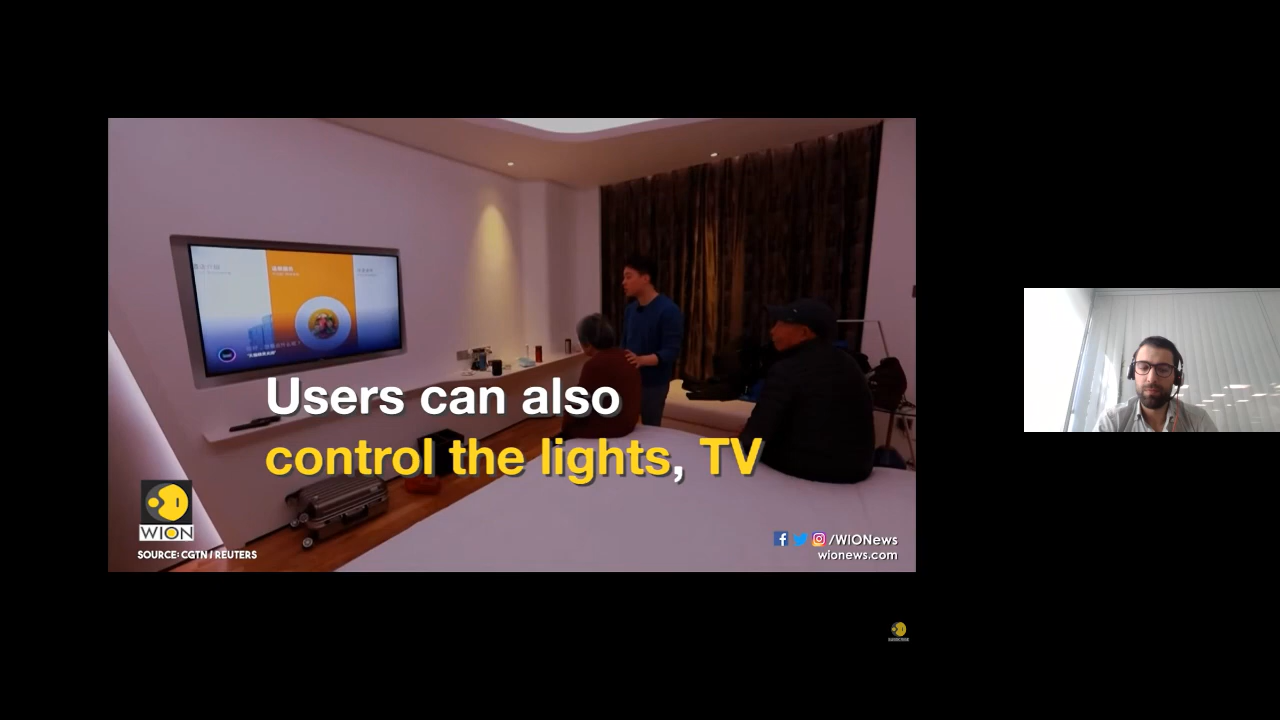 Users can also
control the lights, TV
WION
SOURCE: CGTN / REUTERS
/WIONews
wionews.com